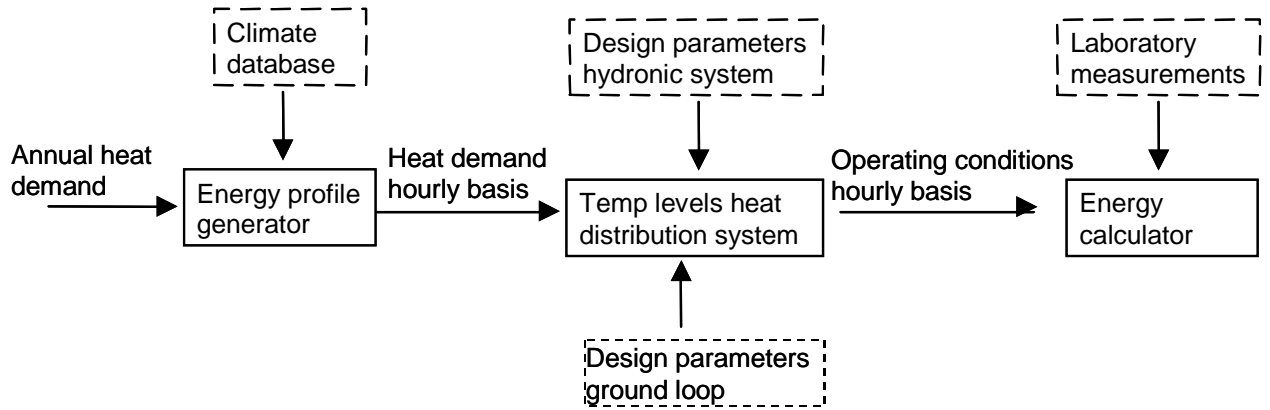 Climate
database
Design parameters
hydronic system
Laboratory
measurements
Annual heat
demand
Energy profile
generator
Heat demand
hourly basis
Temp levels heat
distribution system
Operating conditions
hourly basis
Energy
calculator
Design parameters
ground loop